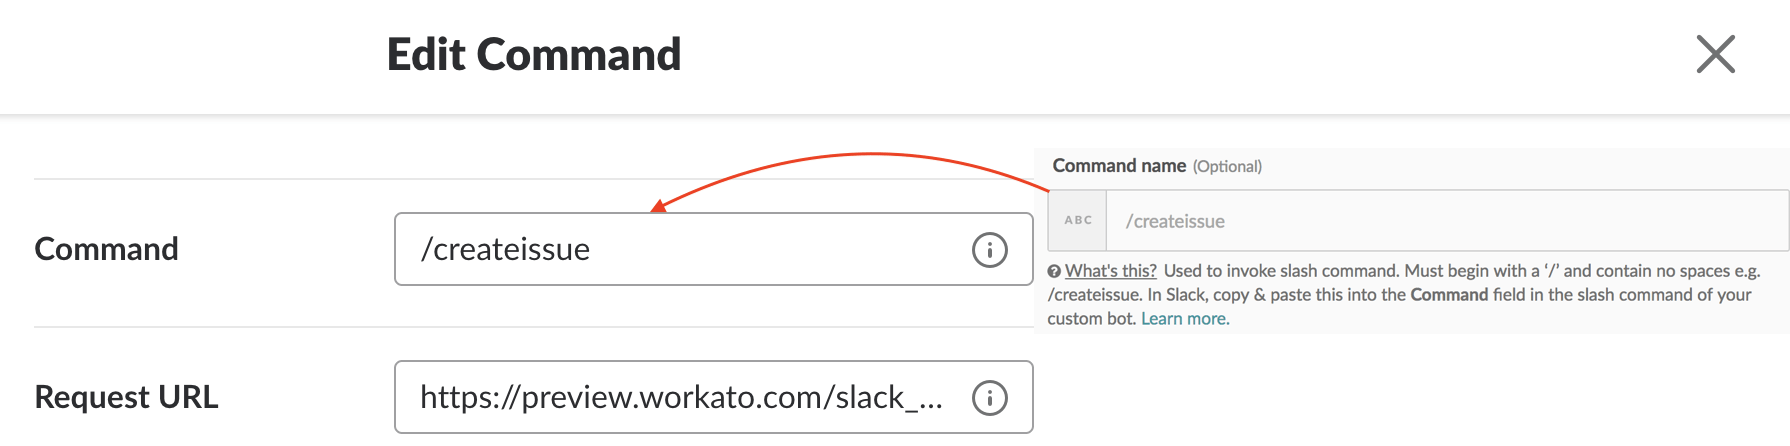 Edit Command
Command
/createissue
Command name (Optional)
ABC
/createissue
What's this? Used to invoke slash command. Must begin with a ‘/’ and contain no spaces e.g.
/createissue. In Slack, copy & paste this into the Command field in the slash command of your
custom bot. Learn more.
Request URL
https://preview.workato.com/slack_...